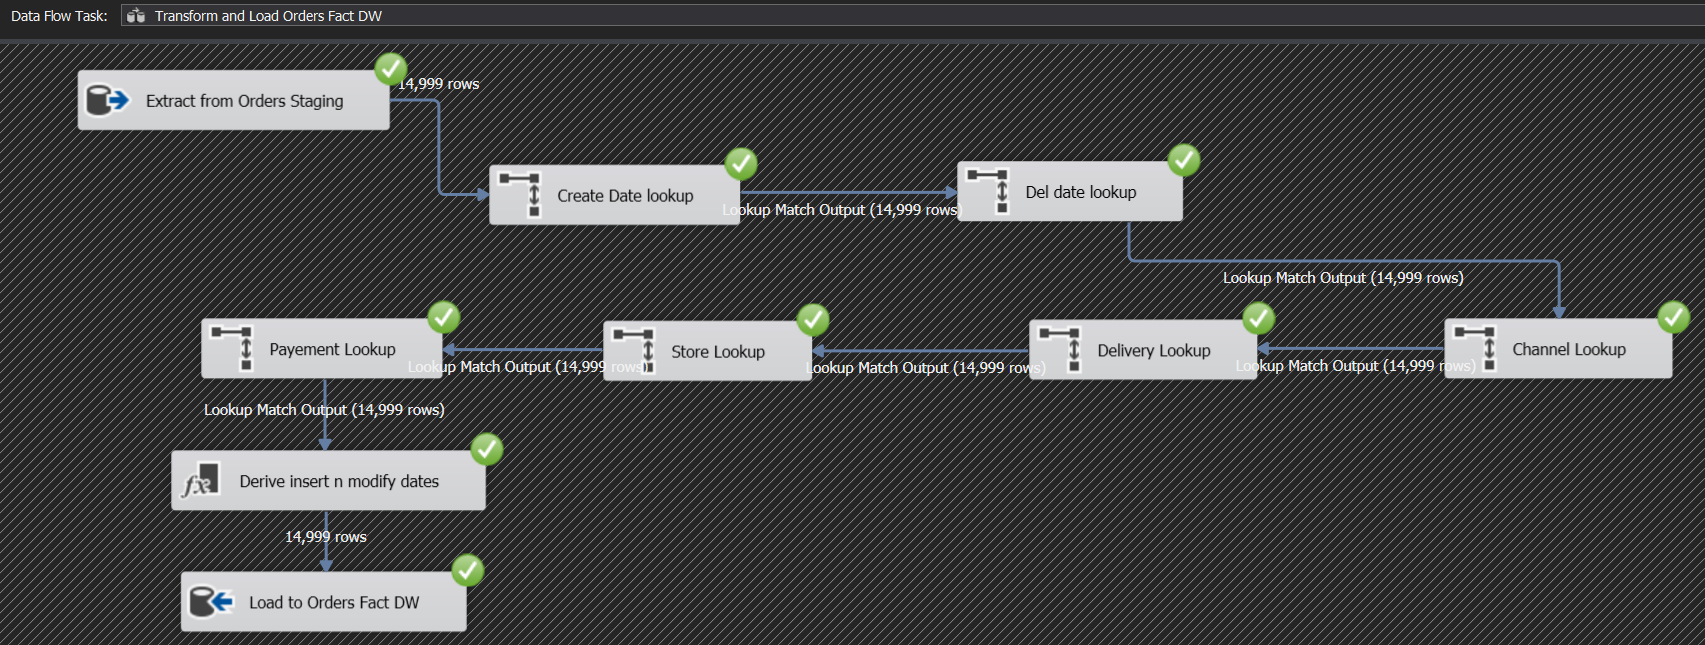 Data Flow Task: Transform and Load Orders Fact DW
14,999 rows
Extract from Orders Staging
Create Date lookup
Lookup Match Output (14,999 rows)
Del date lookup
Lookup Match Output (14,999 rows)
Channel Lookup
Lookup Match Output (14,999 rows)
Delivery Lookup
Lookup Match Output (14,999 rows)
Store Lookup
Lookup Match Output (14,999 rows)
Payement Lookup
Lookup Match Output (14,999 rows)
fx
Derive insert n modify dates
14,999 rows
Load to Orders Fact DW